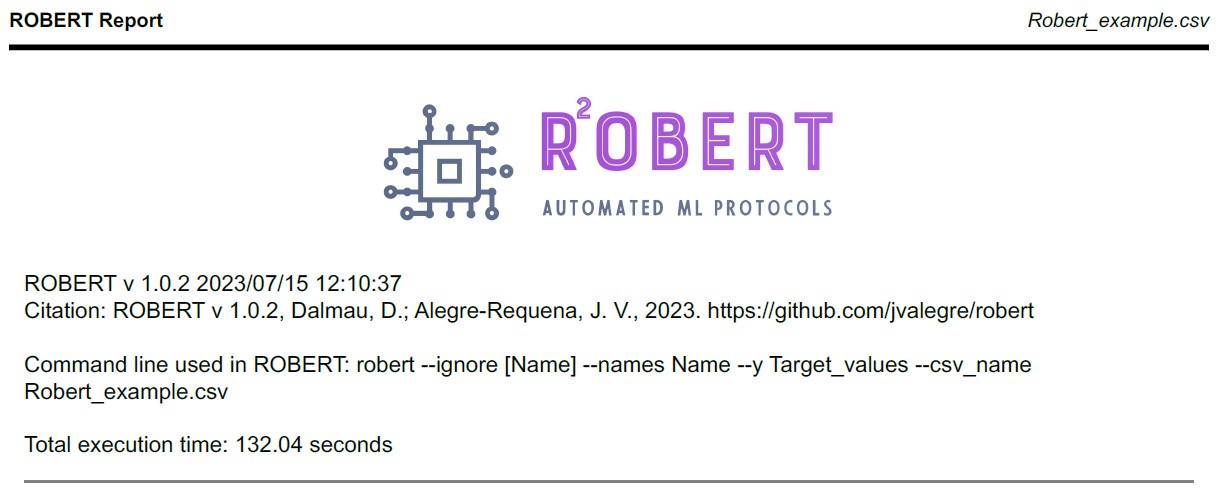 ROBERT Report Robert_example.csv
R²OBERT
AUTOMATED ML PROTOCOLS
ROBERT v 1.0.2 2023/07/15 12:10:37
Citation: ROBERT v 1.0.2, Dalmau, D.; Alegre-Requena, J. V., 2023. https://github.com/jvalegre/robert
Command line used in ROBERT: robert --ignore [Name] --names Name --y Target_values --csv_name
Robert_example.csv
Total execution time: 132.04 seconds